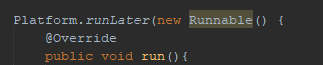 Platform.runLater(new Runnable() {
@Override
public void run(){